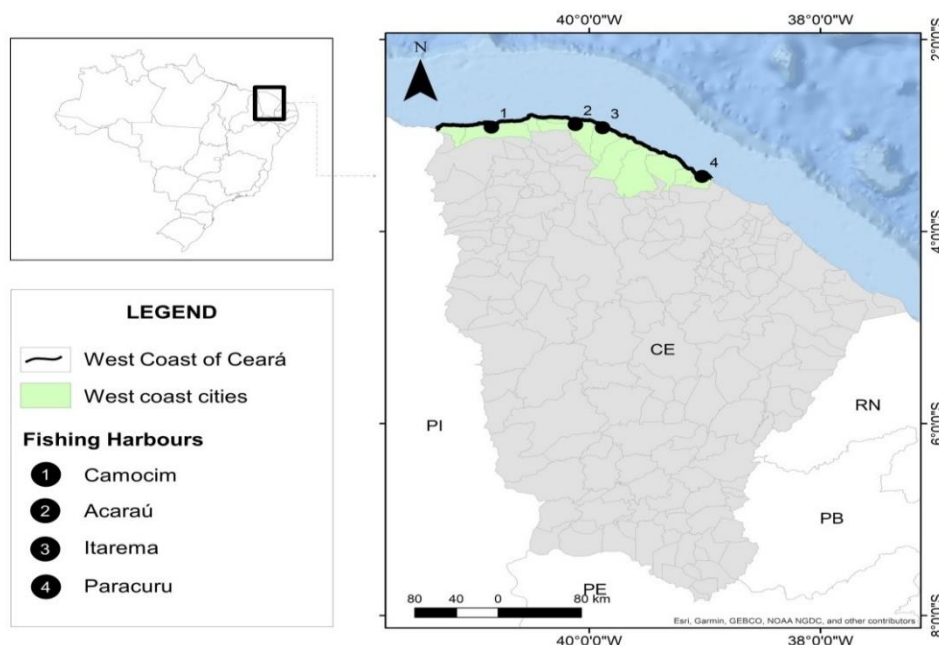 40°0'0"W
38°0'0"W
N
2°0'0"S
1
2
3
4
4°0'0"S
LEGEND
West Coast of Ceará
West coast cities
Fishing Harbours
1 Camocim
2 Acaraú
3 Itarema
4 Paracuru
CE
RN
PI
6°0'0"S
PB
PE
80 40 0 80 km
Esri, Garmin, GEBCO, NOAA NGDC, and other contributors
8°0'0"S
40°0'0"W
38°0'0"W